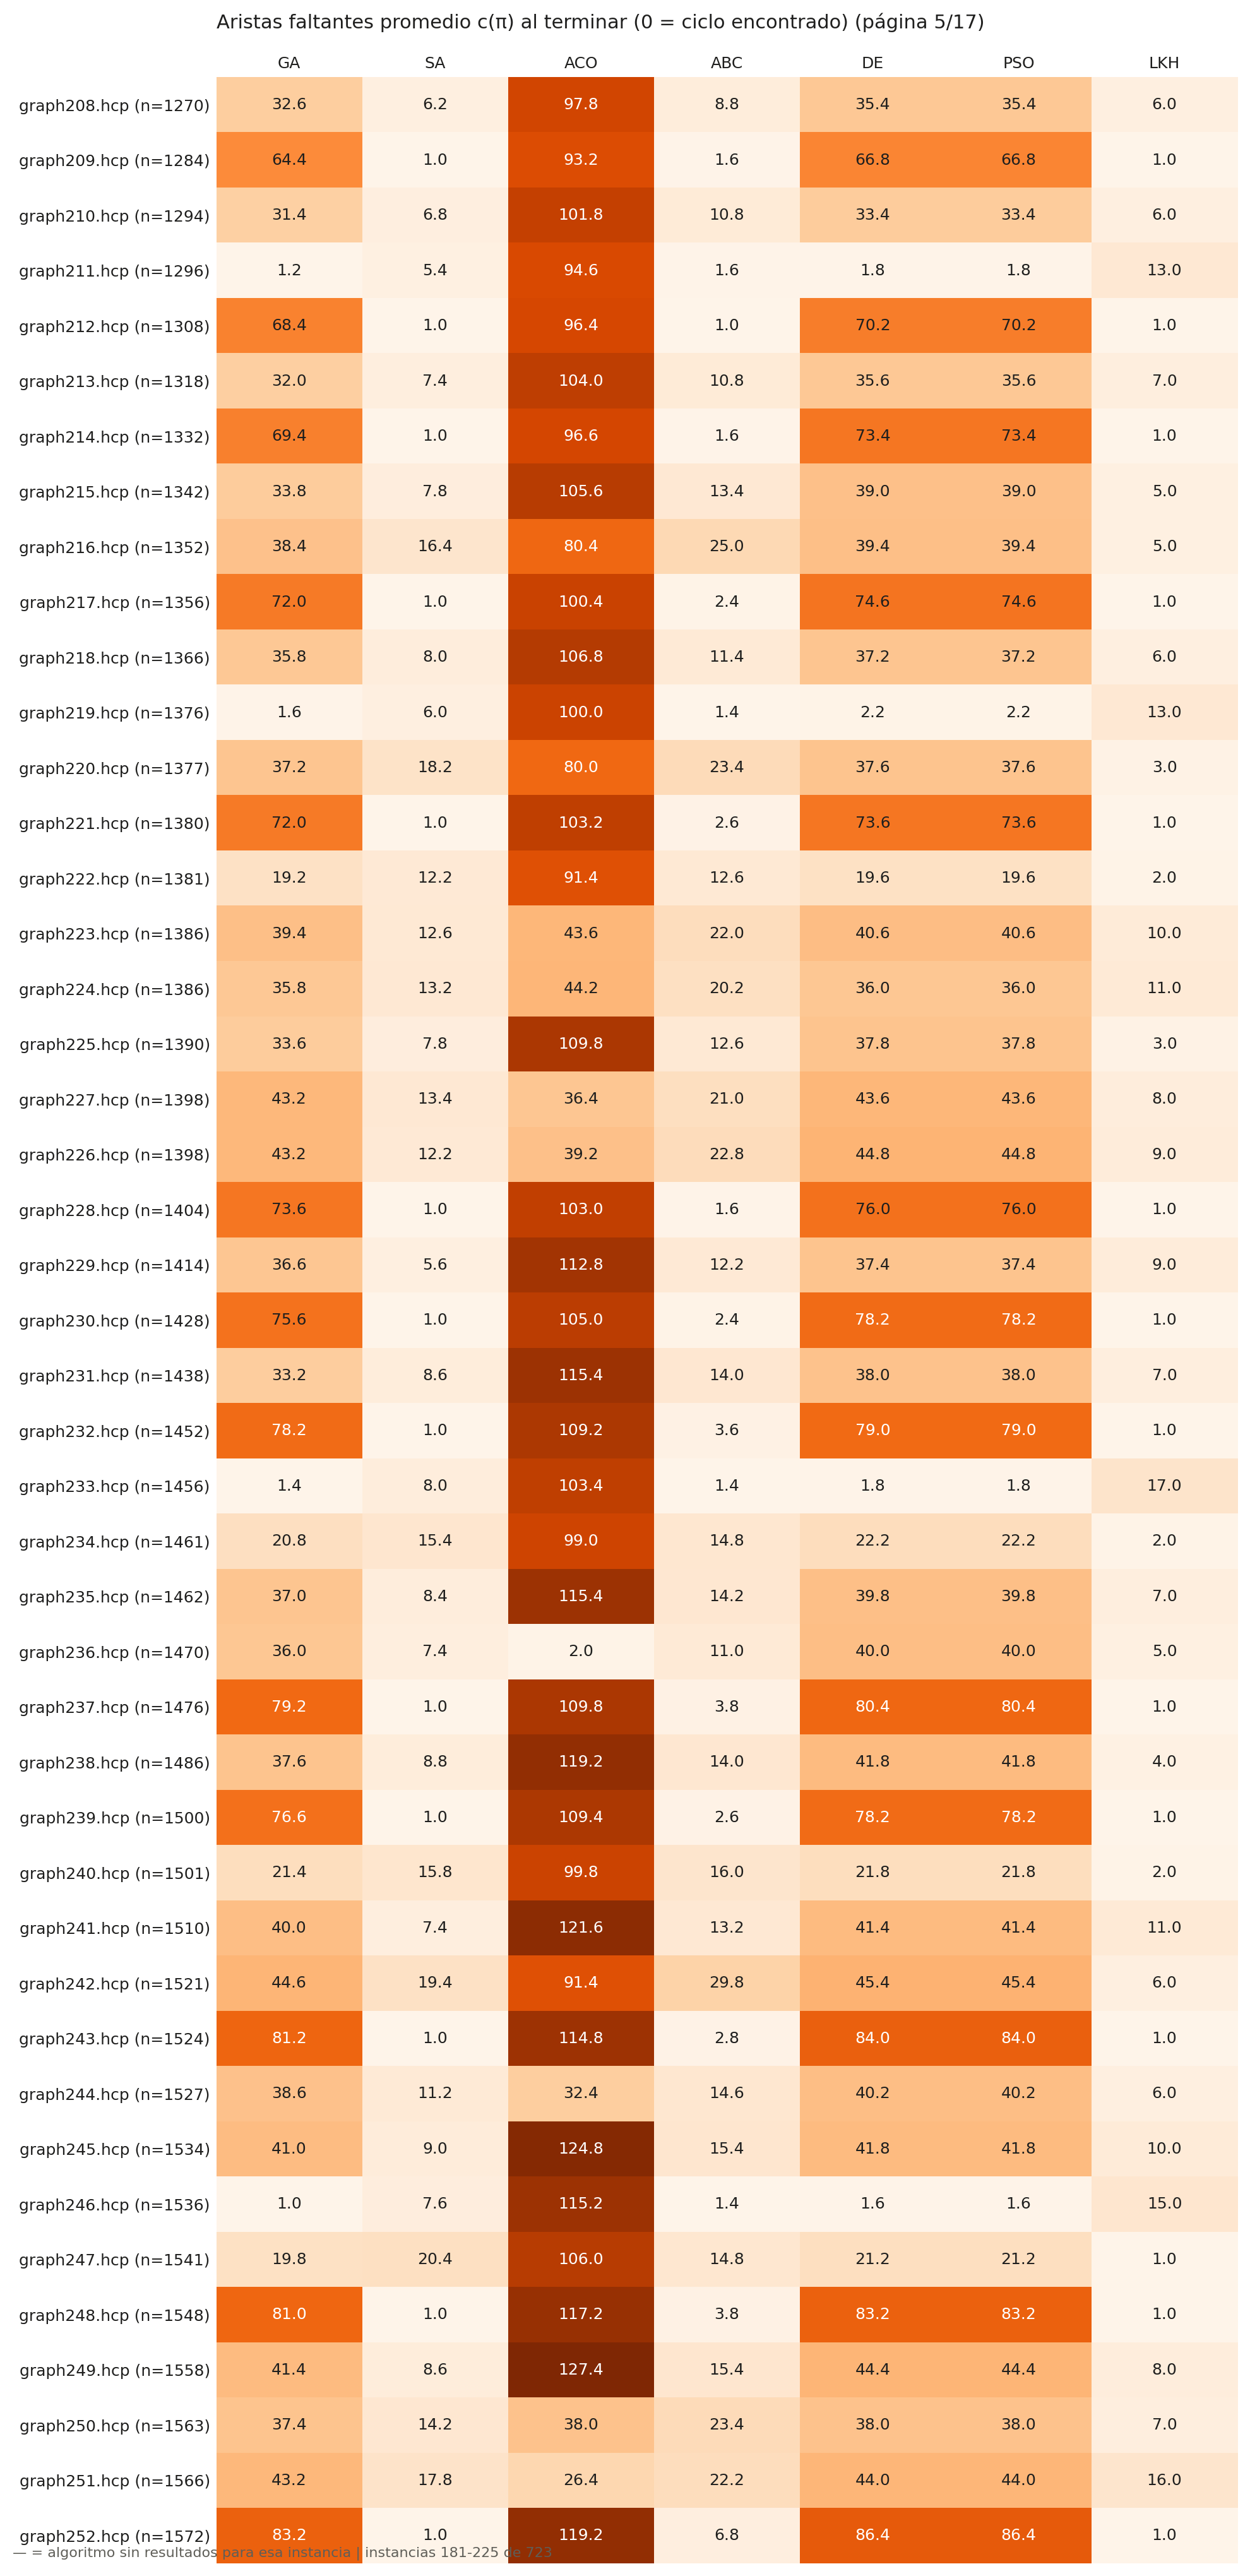 Aristas faltantes promedio c(π) al terminar (0 = ciclo encontrado) (página 5/17)
GA SA ACO ABC DE PSO LKH
graph208.hcp (n=1270) 32.6 6.2 97.8 8.8 35.4 35.4 6.0
graph209.hcp (n=1284) 64.4 1.0 93.2 1.6 66.8 66.8 1.0
graph210.hcp (n=1294) 31.4 6.8 101.8 10.8 33.4 33.4 6.0
graph211.hcp (n=1296) 1.2 5.4 94.6 1.6 1.8 1.8 13.0
graph212.hcp (n=1308) 68.4 1.0 96.4 1.0 70.2 70.2 1.0
graph213.hcp (n=1318) 32.0 7.4 104.0 10.8 35.6 35.6 7.0
graph214.hcp (n=1332) 69.4 1.0 96.6 1.6 73.4 73.4 1.0
graph215.hcp (n=1342) 33.8 7.8 105.6 13.4 39.0 39.0 5.0
graph216.hcp (n=1352) 38.4 16.4 80.4 25.0 39.4 39.4 5.0
graph217.hcp (n=1356) 72.0 1.0 100.4 2.4 74.6 74.6 1.0
graph218.hcp (n=1366) 35.8 8.0 106.8 11.4 37.2 37.2 6.0
graph219.hcp (n=1376) 1.6 6.0 100.0 1.4 2.2 2.2 13.0
graph220.hcp (n=1377) 37.2 18.2 80.0 23.4 37.6 37.6 3.0
graph221.hcp (n=1380) 72.0 1.0 103.2 2.6 73.6 73.6 1.0
graph222.hcp (n=1381) 19.2 12.2 91.4 12.6 19.6 19.6 2.0
graph223.hcp (n=1386) 39.4 12.6 43.6 22.0 40.6 40.6 10.0
graph224.hcp (n=1386) 35.8 13.2 44.2 20.2 36.0 36.0 11.0
graph225.hcp (n=1390) 33.6 7.8 109.8 12.6 37.8 37.8 3.0
graph227.hcp (n=1398) 43.2 13.4 36.4 21.0 43.6 43.6 8.0
graph226.hcp (n=1398) 43.2 12.2 39.2 22.8 44.8 44.8 9.0
graph228.hcp (n=1404) 73.6 1.0 103.0 1.6 76.0 76.0 1.0
graph229.hcp (n=1414) 36.6 5.6 112.8 12.2 37.4 37.4 9.0
graph230.hcp (n=1428) 75.6 1.0 105.0 2.4 78.2 78.2 1.0
graph231.hcp (n=1438) 33.2 8.6 115.4 14.0 38.0 38.0 7.0
graph232.hcp (n=1452) 78.2 1.0 109.2 3.6 79.0 79.0 1.0
graph233.hcp (n=1456) 1.4 8.0 103.4 1.4 1.8 1.8 17.0
graph234.hcp (n=1461) 20.8 15.4 99.0 14.8 22.2 22.2 2.0
graph235.hcp (n=1462) 37.0 8.4 115.4 14.2 39.8 39.8 7.0
graph236.hcp (n=1470) 36.0 7.4 2.0 11.0 40.0 40.0 5.0
graph237.hcp (n=1476) 79.2 1.0 109.8 3.8 80.4 80.4 1.0
graph238.hcp (n=1486) 37.6 8.8 119.2 14.0 41.8 41.8 4.0
graph239.hcp (n=1500) 76.6 1.0 109.4 2.6 78.2 78.2 1.0
graph240.hcp (n=1501) 21.4 15.8 99.8 16.0 21.8 21.8 2.0
graph241.hcp (n=1510) 40.0 7.4 121.6 13.2 41.4 41.4 11.0
graph242.hcp (n=1521) 44.6 19.4 91.4 29.8 45.4 45.4 6.0
graph243.hcp (n=1524) 81.2 1.0 114.8 2.8 84.0 84.0 1.0
graph244.hcp (n=1527) 38.6 11.2 32.4 14.6 40.2 40.2 6.0
graph245.hcp (n=1534) 41.0 9.0 124.8 15.4 41.8 41.8 10.0
graph246.hcp (n=1536) 1.0 7.6 115.2 1.4 1.6 1.6 15.0
graph247.hcp (n=1541) 19.8 20.4 106.0 14.8 21.2 21.2 1.0
graph248.hcp (n=1548) 81.0 1.0 117.2 3.8 83.2 83.2 1.0
graph249.hcp (n=1558) 41.4 8.6 127.4 15.4 44.4 44.4 8.0
graph250.hcp (n=1563) 37.4 14.2 38.0 23.4 38.0 38.0 7.0
graph251.hcp (n=1566) 43.2 17.8 26.4 22.2 44.0 44.0 16.0
graph252.hcp (n=1572) 83.2 1.0 119.2 6.8 86.4 86.4 1.0
— = algoritmo sin resultados para esa instancia | instancias 181-225 de 723